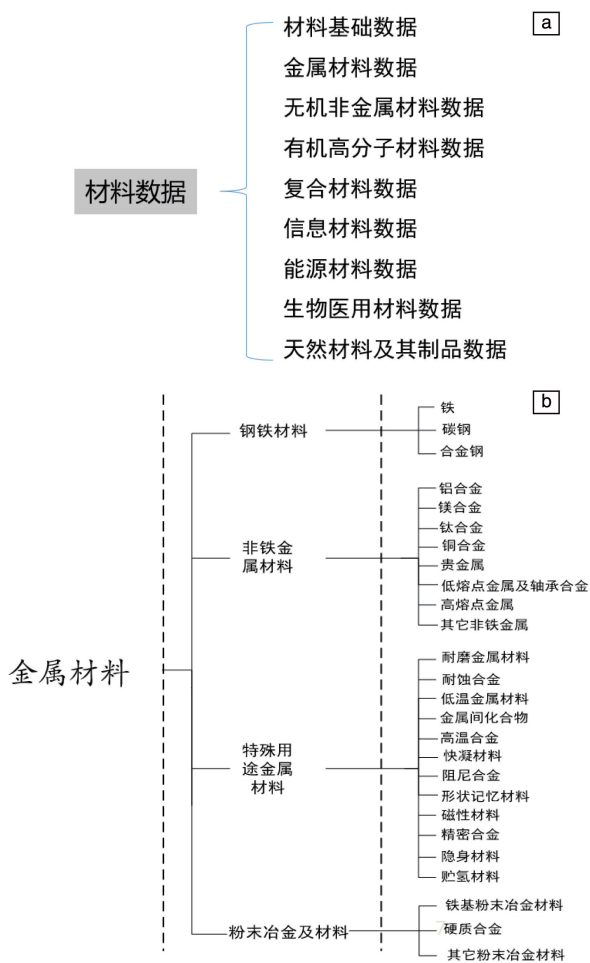 a
材料基础数据
金属材料数据
无机非金属材料数据
有机高分子材料数据
材料数据
复合材料数据
信息材料数据
能源材料数据
生物医用材料数据
天然材料及其制品数据
b
金属材料
钢铁材料
铁
碳钢
合金钢
非铁金
属材料
铝合金
镁合金
钛合金
铜合金
贵金属
低熔点金属及轴承合金
高熔点金属
其它非铁金属
特殊用
途金属
材料
耐磨金属材料
耐蚀合金
低温金属材料
金属间化合物
高温合金
快凝材料
阻尼合金
形状记忆材料
磁性材料
精密合金
隐身材料
贮氢材料
粉末冶金及材料
铁基粉末冶金材料
硬质合金
其它粉末冶金材料